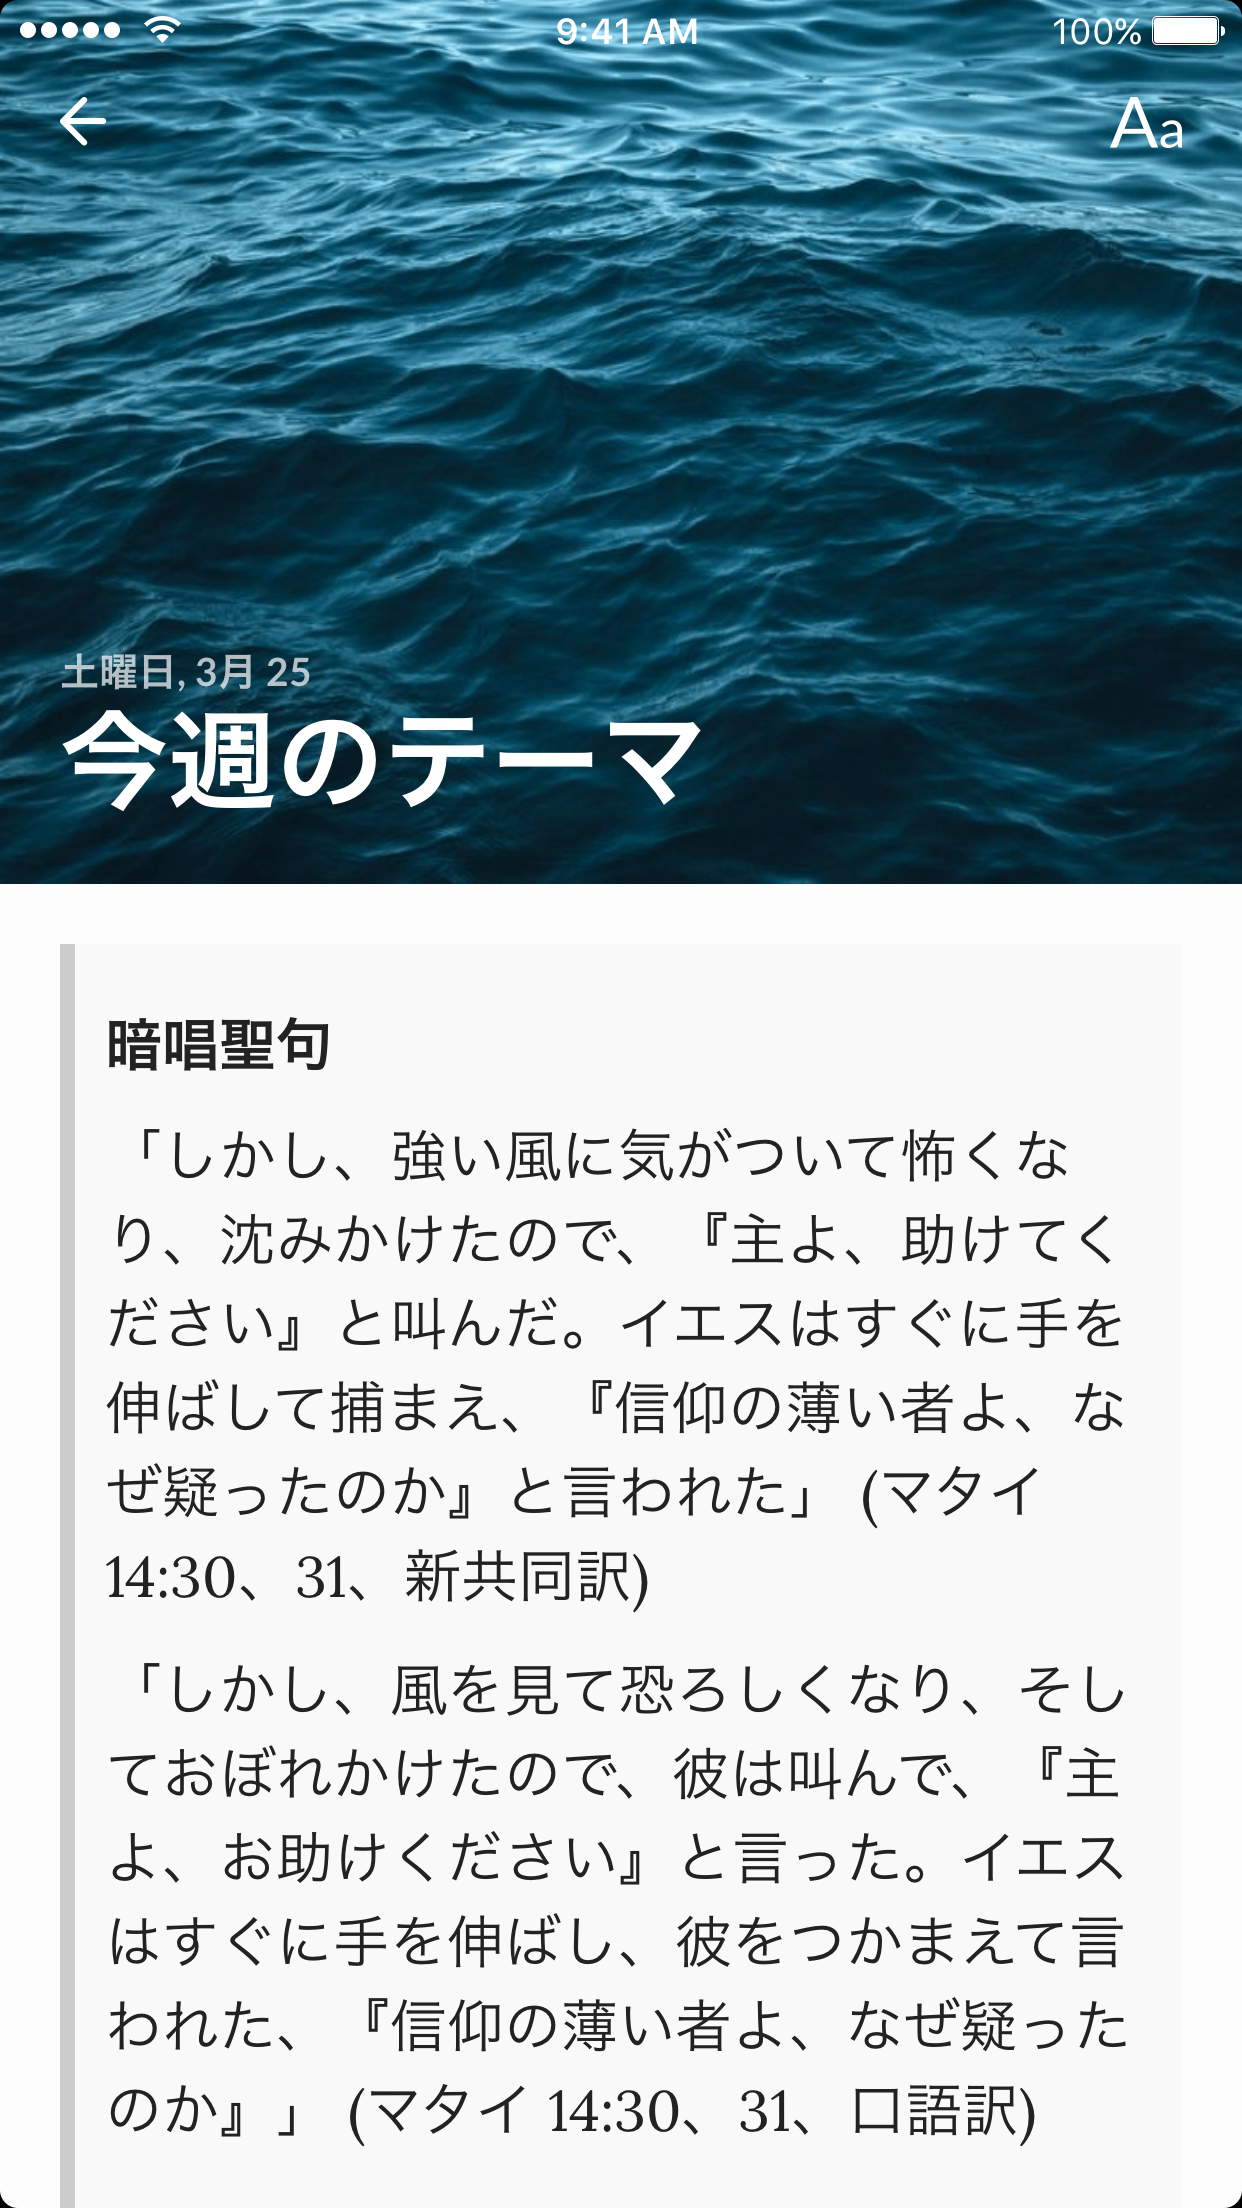 9:41 AM
100%
Aa
土曜日, 3月 25
今週のテーマ
暗唱聖句
「しかし、強い風に気がついて怖くな
り、沈みかけたので、『主よ、助けてく
ださい』と叫んだ。イエスはすぐに手を
伸ばして捕まえ、『信仰の薄い者よ、な
ぜ疑ったのか』と言われた」 (マタイ
14:30、31、新共同訳)
「しかし、風を見て恐ろしくなり、そし
ておぼれかけたので、彼は叫んで、『主
よ、お助けください』と言った。イエス
はすぐに手を伸ばし、彼をつかまえて言
われた、『信仰の薄い者よ、なぜ疑った
のか』」 (マタイ 14:30、31、口語訳)